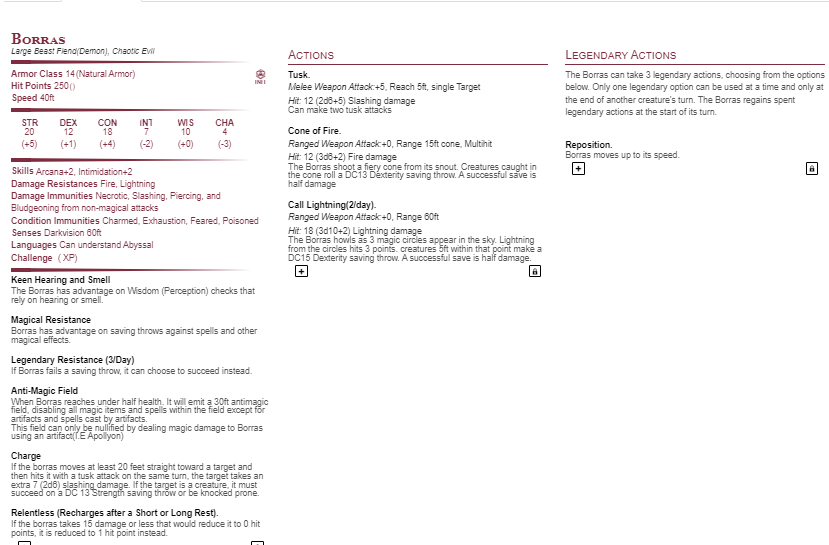 BORRAS
Large Beast Fiend(Demon), Chaotic Evil
Armor Class 14(Natural Armor)
Hit Points 250()
Speed 40ft
INIT
STR DEX CON INT WIS CHA
20 12 18 7 10 4
(+5) (+1) (+4) (-2) (+0) (-3)
Skills Arcana+2, Intimidation+2
Damage Resistances Fire, Lightning
Damage Immunities Necrotic, Slashing, Piercing, and
Bludgeoning from non-magical attacks
Condition Immunities Charmed, Exhaustion, Feared, Poisoned
Senses Darkvision 60ft
Languages Can understand Abyssal
Challenge ( XP)
Keen Hearing and Smell
The Borras has advantage on Wisdom (Perception) checks that
rely on hearing or smell.
Magical Resistance
Borras has advantage on saving throws against spells and other
magical effects.
Legendary Resistance (3/Day)
If Borras fails a saving throw, it can choose to succeed instead.
Anti-Magic Field
When Borras reaches under half health. It will emit a 30ft antimagic
field, disabling all magic items and spells within the field except for
artifacts and spells cast by artifacts.
This field can only be nullified by dealing magic damage to Borras
using an artifact(I.E Apollyon)
Charge
If the borras moves at least 20 feet straight toward a target and
then hits it with a tusk attack on the same turn, the target takes an
extra 7 (2d6) slashing damage. If the target is a creature, it must
succeed on a DC 13 Strength saving throw or be knocked prone.
Relentless (Recharges after a Short or Long Rest).
If the borras takes 15 damage or less that would reduce it to 0 hit
points, it is reduced to 1 hit point instead.
ACTIONS
Tusk.
Melee Weapon Attack:+5, Reach 5ft, single Target
Hit: 12 (2d6+5) Slashing damage
Can make two tusk attacks
Cone of Fire.
Ranged Weapon Attack:+0, Range 15ft cone, Multihit
Hit: 12 (3d6+2) Fire damage
The Borras shoot a fiery cone from its snout. Creatures caught in
the cone roll a DC13 Dexterity saving throw. A successful save is
half damage
Call Lightning(2/day).
Ranged Weapon Attack:+0, Range 60ft
Hit: 18 (3d10+2) Lightning damage
The Borras howls as 3 magic circles appear in the sky. Lightning
from the circles hits 3 points. creatures 5ft within that point make a
DC15 Dexterity saving throw. A successful save is half damage.
+
LEGENDARY ACTIONS
The Borras can take 3 legendary actions, choosing from the options
below. Only one legendary option can be used at a time and only at
the end of another creature's turn. The Borras regains spent
legendary actions at the start of its turn.
Reposition.
Borras moves up to its speed.
+